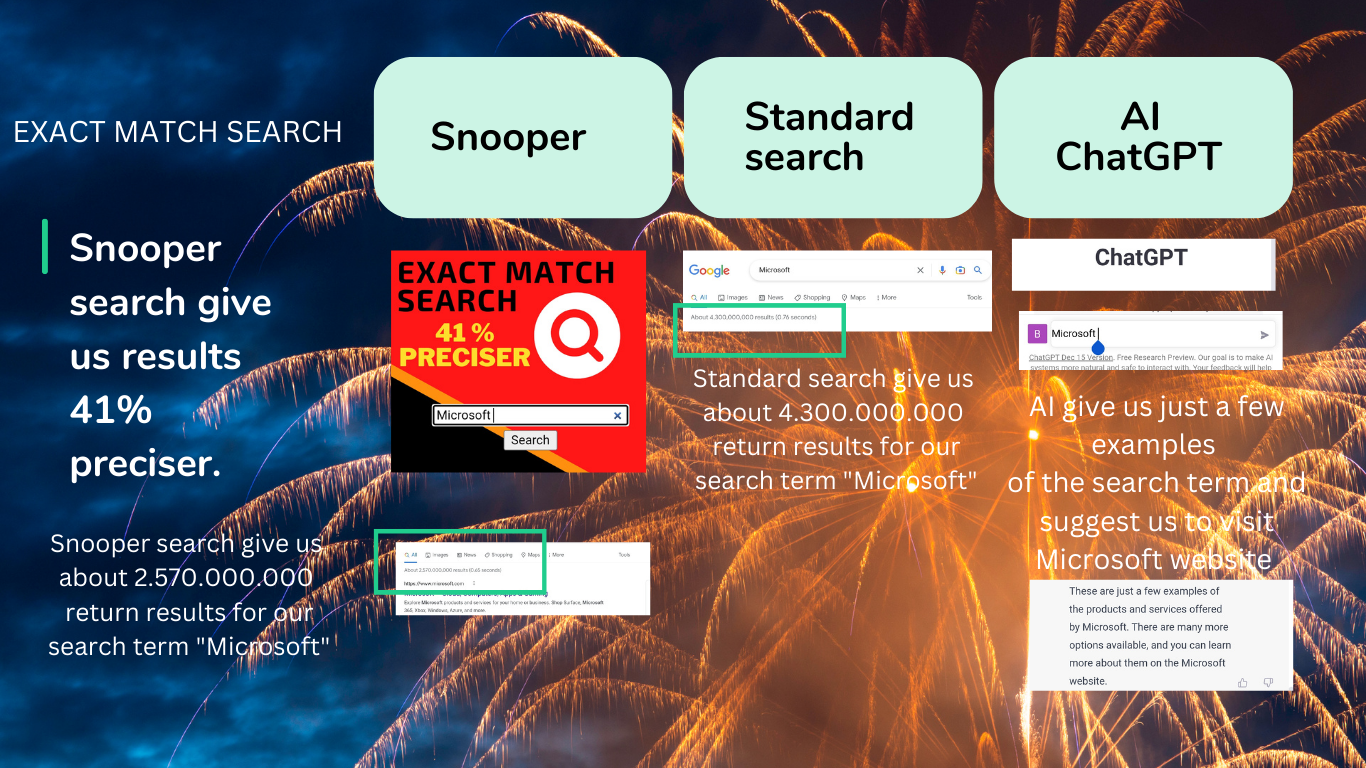 EXACT MATCH SEARCH
Snooper
search give
us results
41%
preciser.
Snooper search give us
about 2.570.000.000
return results for our
search term "Microsoft"
Snooper
EXACT MATCH
SEARCH
41 %
PRECISER
Microsoft
Search
All Images News Shopping Maps More Tools
About 2.570.000.000 results (0.65 seconds)
https://www.microsoft.com
Explore Microsoft products and services for your home or business. Shop Surface, Microsoft
365, Xbox, Windows, Azure, and more.
Standard
search
Google Microsoft
All Images News Shopping Maps More Tools
About 4.300.000.000 results (0.76 seconds)
Standard search give us
about 4.300.000.000
return results for our
search term "Microsoft"
AI
ChatGPT
ChatGPT
B Microsoft
ChatGPT Dec 15 Version. Free Research Preview. Our goal is to make AI
systems more natural and safe to interact with. Your feedback will help
AI give us just a few
examples
of the search term and
suggest us to visit
Microsoft website
These are just a few examples of
the products and services offered
by Microsoft. There are many more
options available, and you can learn
more about them on the Microsoft
website.